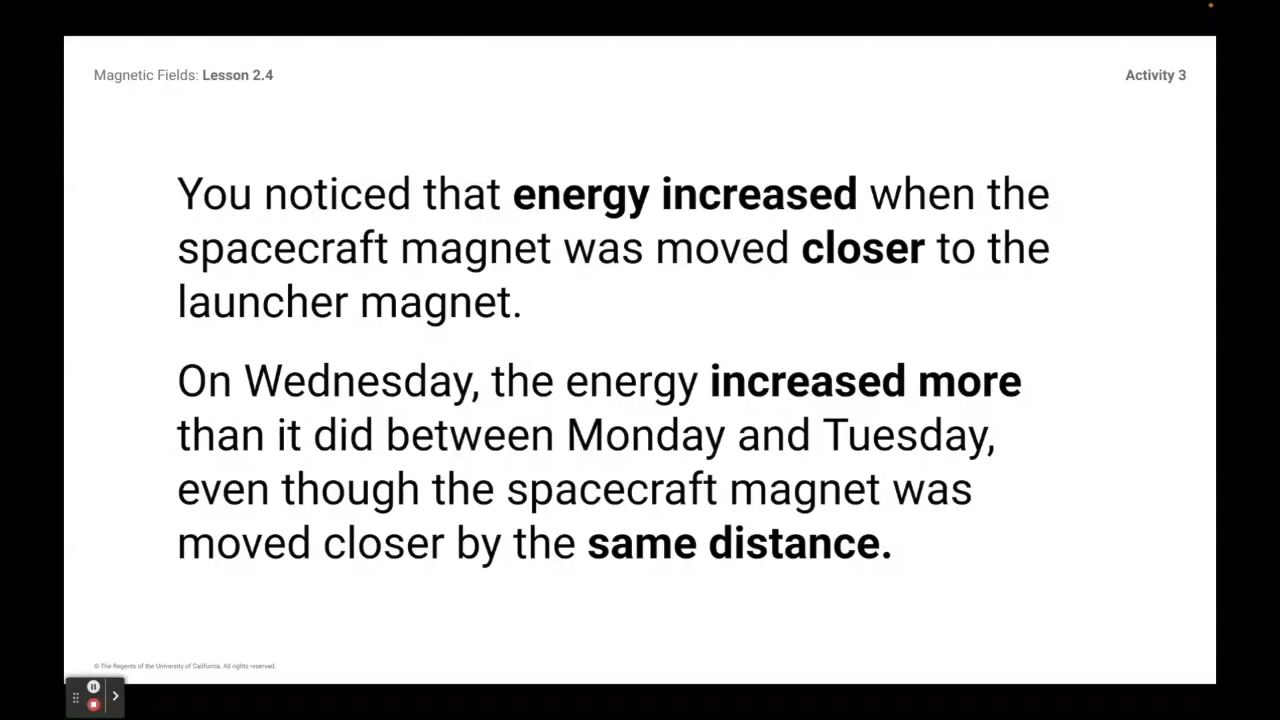 Magnetic Fields: Lesson 2.4
Activity 3
You noticed that energy increased when the
spacecraft magnet was moved closer to the
launcher magnet.
On Wednesday, the energy increased more
than it did between Monday and Tuesday,
even though the spacecraft magnet was
moved closer by the same distance.
© The Regents of the University of California. All rights reserved.